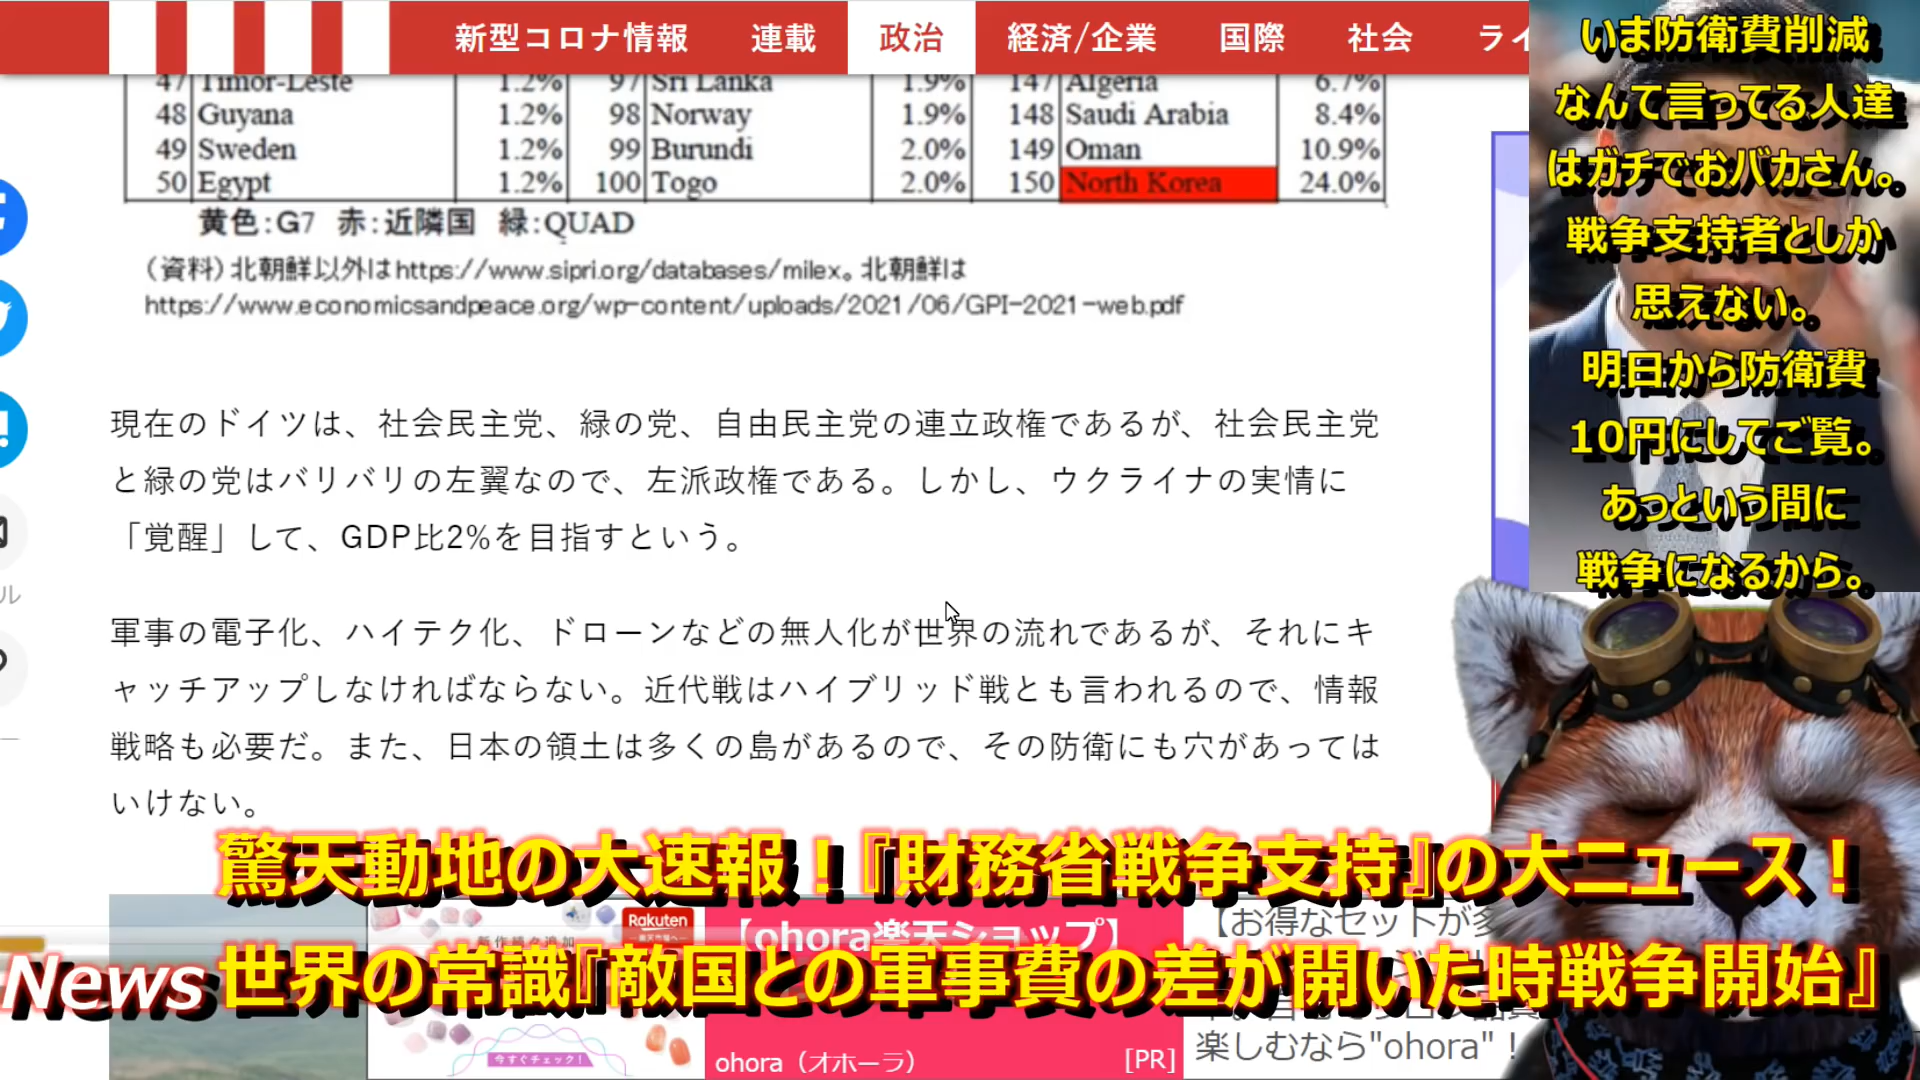 新型コロナ情報 連載 政治 経済/企業 国際 社会 ライ
47 Timor-Leste 1.2% 97 Sri Lanka 1.9% 147 Algeria 6.7%
48 Guyana 1.2% 98 Norway 1.9% 148 Saudi Arabia 8.4%
49 Sweden 1.2% 99 Burundi 2.0% 149 Oman 10.9%
50 Egypt 1.2% 100 Togo 2.0% 150 North Korea 24.0%
黄色：G7 赤：近隣国 緑：QUAD
（資料）北朝鮮以外はhttps://www.sipri.org/databases/milex。北朝鮮は
https://www.economicsandpeace.org/wp-content/uploads/2021/06/GPI-2021-web.pdf
現在のドイツは、社会民主党、緑の党、自由民主党の連立政権であるが、社会民主党
と緑の党はバリバリの左翼なので、左派政権である。しかし、ウクライナの実情に
「覚醒」して、GDP比2%を目指すという。
軍事の電子化、ハイテク化、ドローンなどの無人化が世界の流れであるが、それにキ
ャッチアップしなければならない。近代戦はハイブリッド戦とも言われるので、情報
戦略も必要だ。また、日本の領土は多くの島があるので、その防衛にも穴があっては
いけない。
ル
いま防衛費削減
なんて言ってる人達
はガチでおバカさん。
戦争支持者としか
思えない。
明日から防衛費
10円にしてご覧。
あっという間に
戦争になるから。
驚天動地の大速報！『財務省戦争支持』の大ニュース！
News 世界の常識『敵国との軍事費の差が開いた時戦争開始』
Rakuten
【ohora楽天ショップ】
【お得なセットが多
今すぐチェック！
ohora（オホーラ） [PR]
楽しむなら"ohora"！